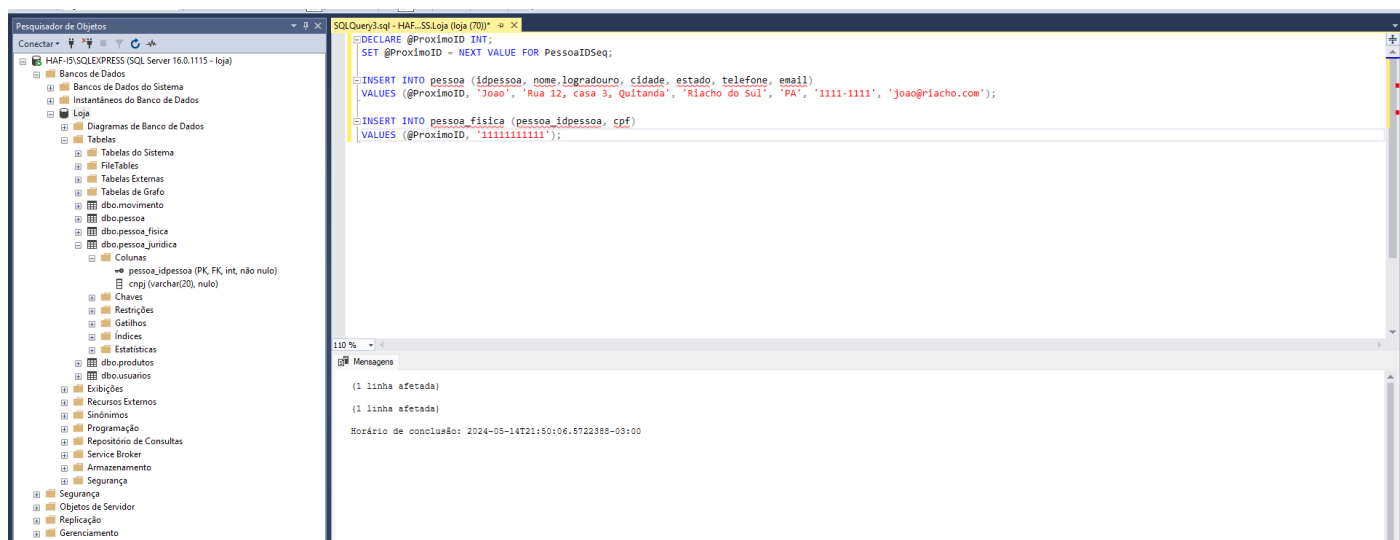 Pesquisador de Objetos
Conectar
HAF-I5\SQLEXPRESS (SQL Server 16.0.1115 - loja)
Bancos de Dados
Bancos de Dados do Sistema
Instantâneos do Banco de Dados
Loja
Diagramas de Banco de Dados
Tabelas
Tabelas do Sistema
FileTables
Tabelas Externas
Tabelas de Grafo
dbo.movimento
dbo.pessoa
dbo.pessoa_fisica
dbo.pessoa_juridica
Colunas
pessoa_idpessoa (PK, FK, int, não nulo)
cnpj (varchar(20), nulo)
Chaves
Restrições
Gatilhos
Índices
Estatísticas
dbo.produtos
dbo.usuarios
Exibições
Recursos Externos
Sinônimos
Programação
Repositório de Consultas
Service Broker
Armazenamento
Segurança
Segurança
Objetos de Servidor
Replicação
Gerenciamento
SQLQuery3.sql - HAF...SS.Loja (loja (70))*
DECLARE @ProximoID INT;
SET @ProximoID = NEXT VALUE FOR PessoaIDSeq;
INSERT INTO pessoa (idpessoa, nome,logradouro, cidade, estado, telefone, email)
VALUES (@ProximoID, 'Joao', 'Rua 12, casa 3, Quitanda', 'Riacho do Sul', 'PA', '1111-1111', 'joao@riacho.com');
INSERT INTO pessoa_fisica (pessoa_idpessoa, cpf)
VALUES (@ProximoID, '11111111111');
110 %
Mensagens
(1 linha afetada)
(1 linha afetada)
Horário de conclusão: 2024-05-14T21:50:06.5722388-03:00